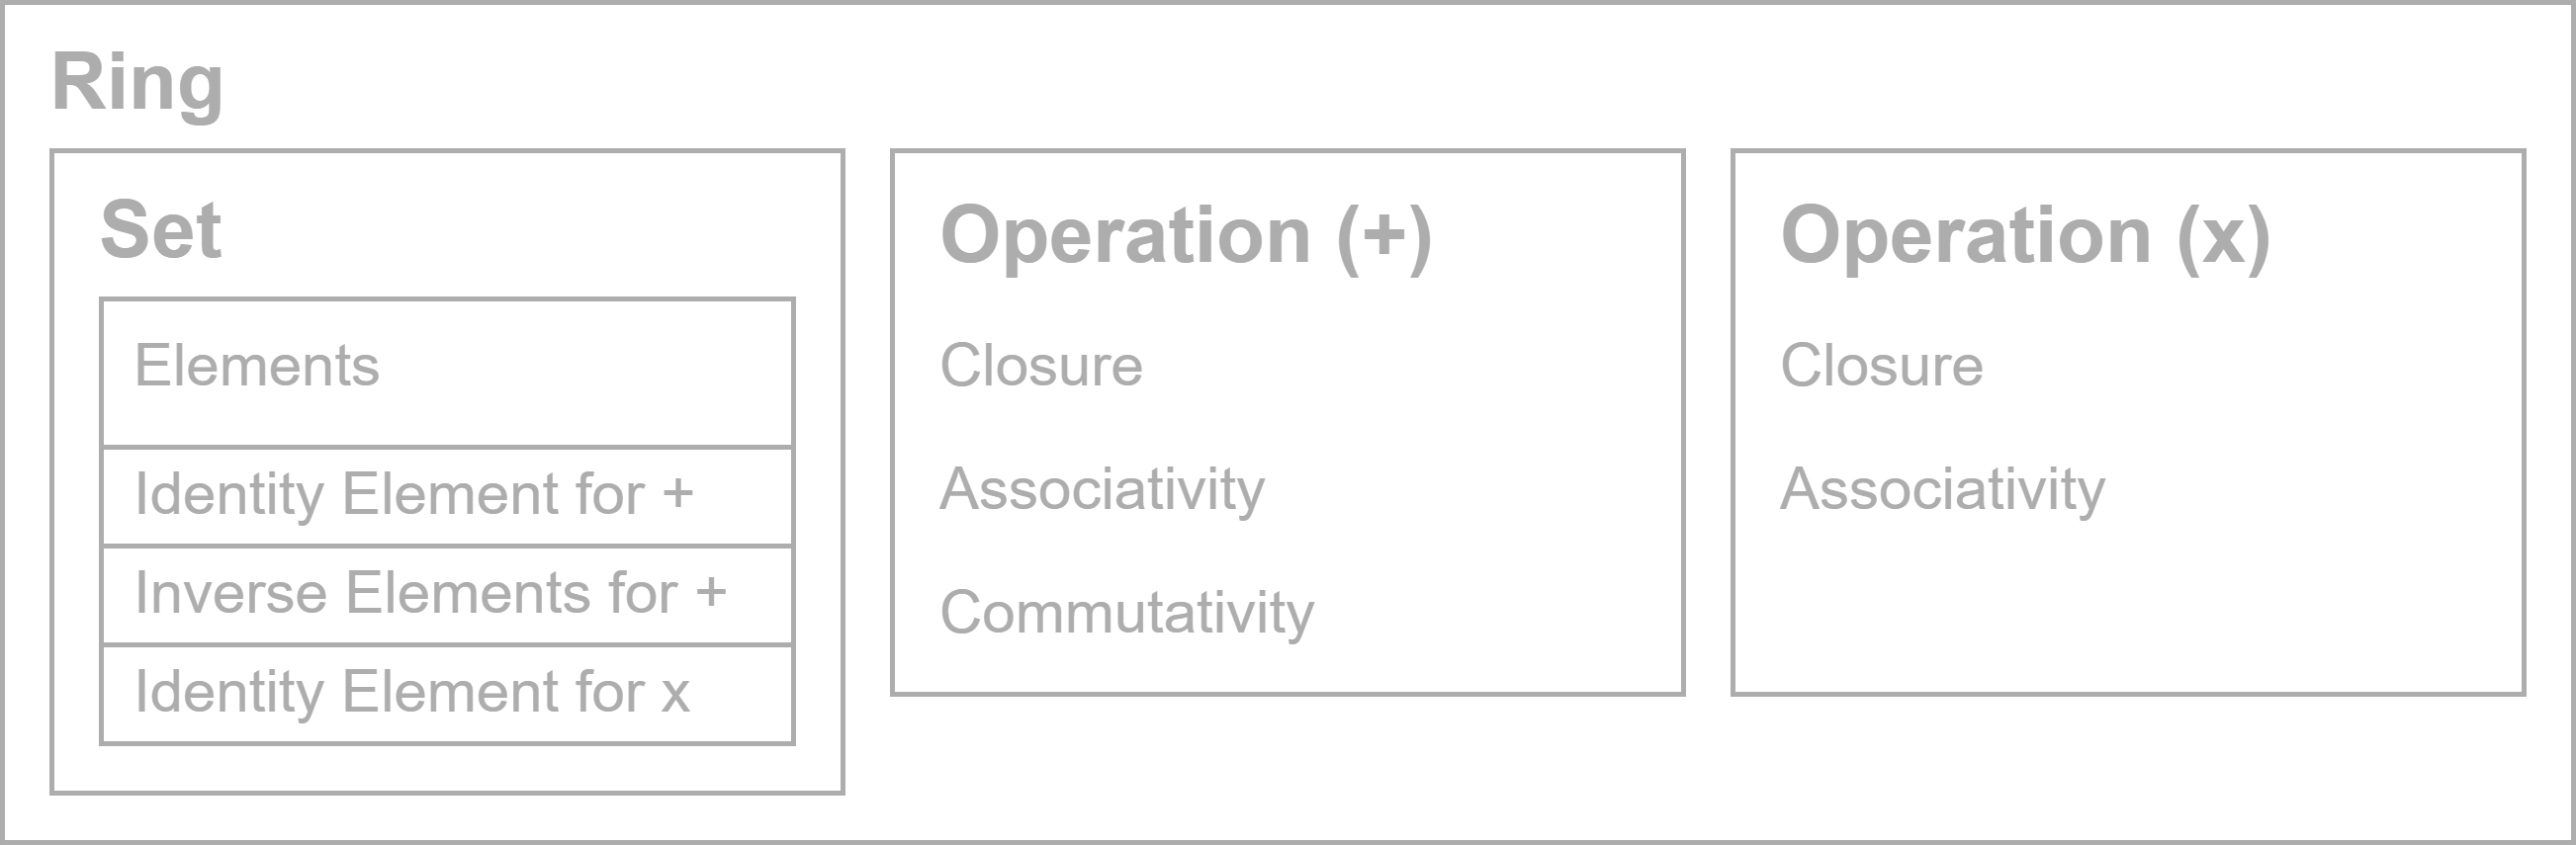 Ring
Set
Elements
Identity Element for +
Inverse Elements for +
Identity Element for x
Operation (+)
Closure
Associativity
Commutativity
Operation (x)
Closure
Associativity